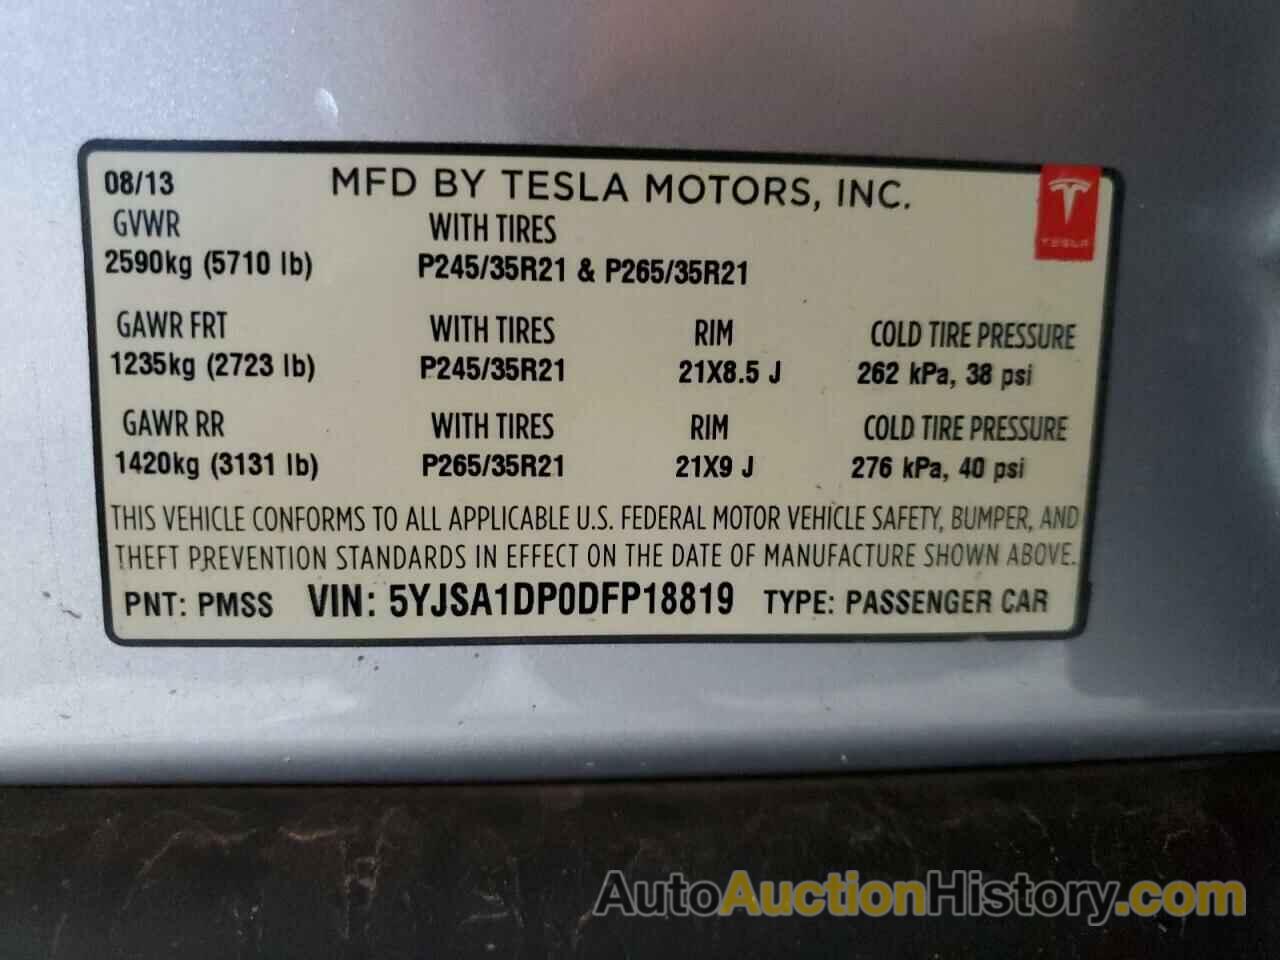 08/13 MFD BY TESLA MOTORS, INC.
TESLA
GVWR WITH TIRES
2590kg (5710 lb) P245/35R21 & P265/35R21
GAWR FRT WITH TIRES RIM COLD TIRE PRESSURE
1235kg (2723 lb) P245/35R21 21X8.5 J 262 kPa, 38 psi
GAWR RR WITH TIRES RIM COLD TIRE PRESSURE
1420kg (3131 lb) P265/35R21 21X9 J 276 kPa, 40 psi
THIS VEHICLE CONFORMS TO ALL APPLICABLE U.S. FEDERAL MOTOR VEHICLE SAFETY, BUMPER, AND
THEFT PREVENTION STANDARDS IN EFFECT ON THE DATE OF MANUFACTURE SHOWN ABOVE.
PNT: PMSS VIN: 5YJSA1DP0DFP18819 TYPE: PASSENGER CAR
AutoAuctionHistory.com